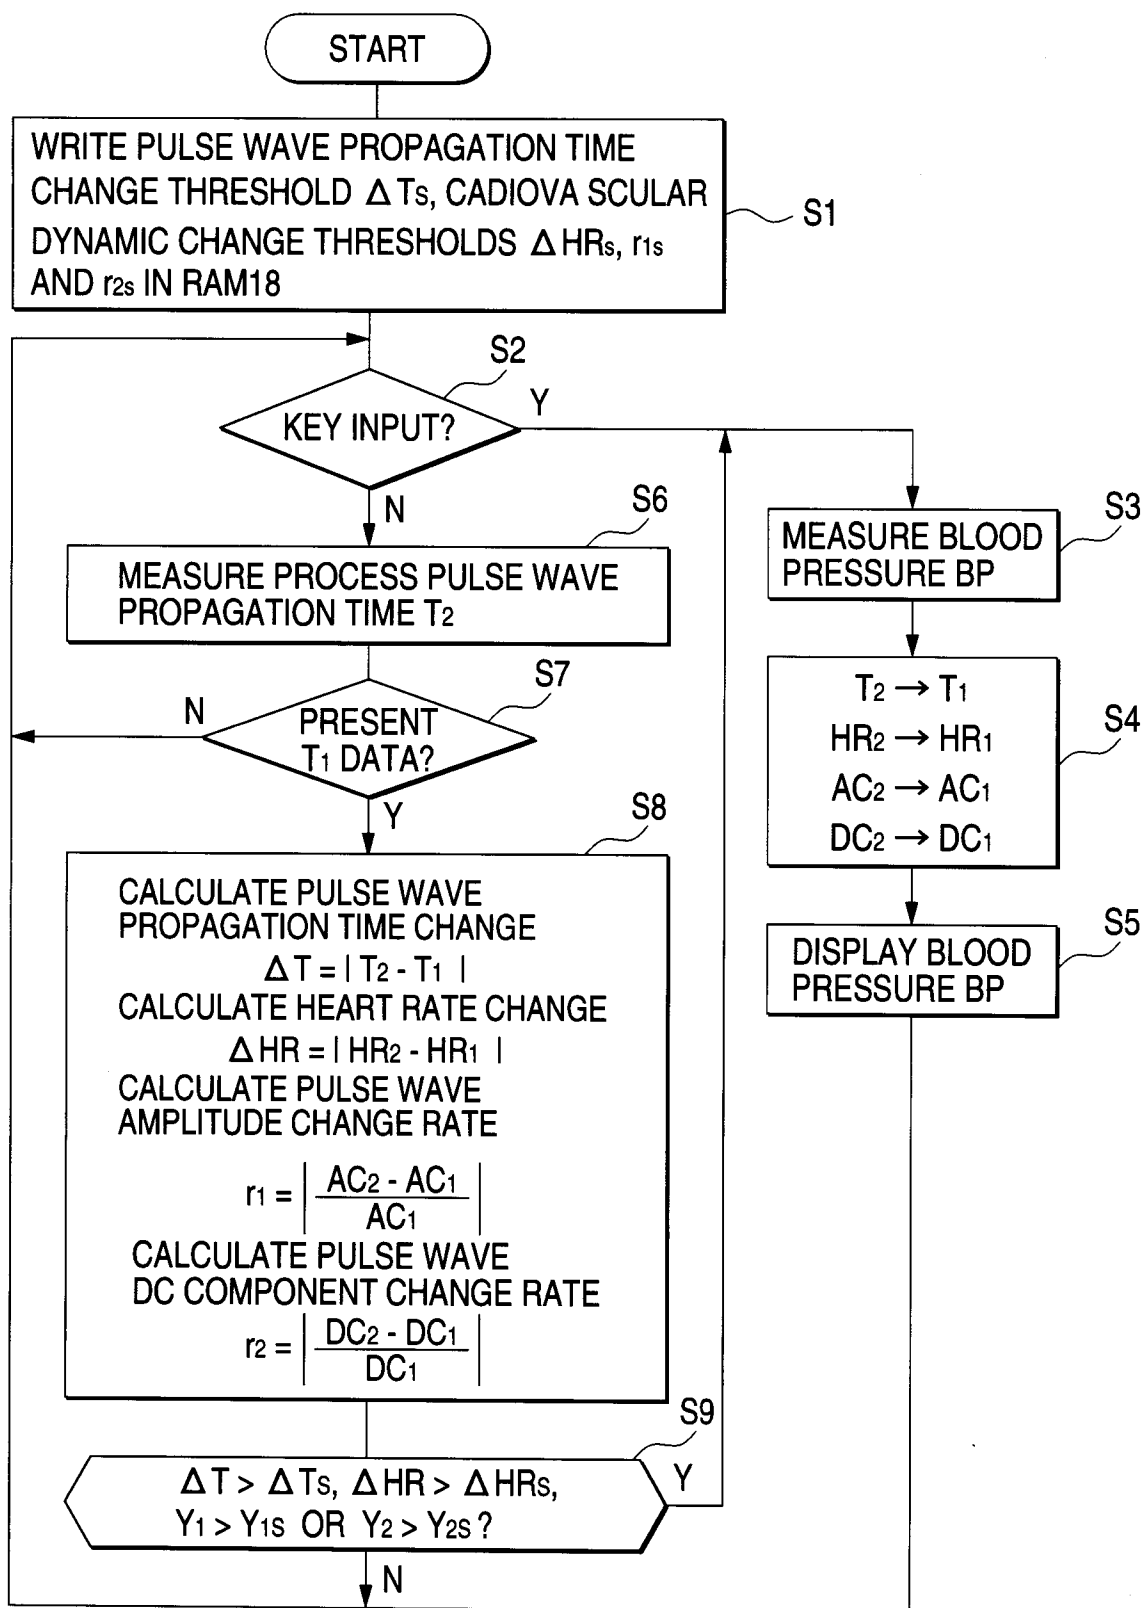 START
WRITE PULSE WAVE PROPAGATION TIME
CHANGE THRESHOLD ΔTs, CADIOVA SCULAR
DYNAMIC CHANGE THRESHOLDS ΔHRs, r1s
AND r2s IN RAM18
S1
S2
KEY INPUT?
Y
N
S6
MEASURE PROCESS PULSE WAVE
PROPAGATION TIME T2
S7
PRESENT
T1 DATA?
N
Y
S8
CALCULATE PULSE WAVE
PROPAGATION TIME CHANGE
ΔT = | T2 - T1 |
CALCULATE HEART RATE CHANGE
ΔHR = | HR2 - HR1 |
CALCULATE PULSE WAVE
AMPLITUDE CHANGE RATE
r1 = | AC2 - AC1 / AC1 |
CALCULATE PULSE WAVE
DC COMPONENT CHANGE RATE
r2 = | DC2 - DC1 / DC1 |
S9
ΔT > ΔTs, ΔHR > ΔHRs,
Y1 > Y1S OR Y2 > Y2S ?
Y
N
S3
MEASURE BLOOD
PRESSURE BP
S4
T2 → T1
HR2 → HR1
AC2 → AC1
DC2 → DC1
S5
DISPLAY BLOOD
PRESSURE BP